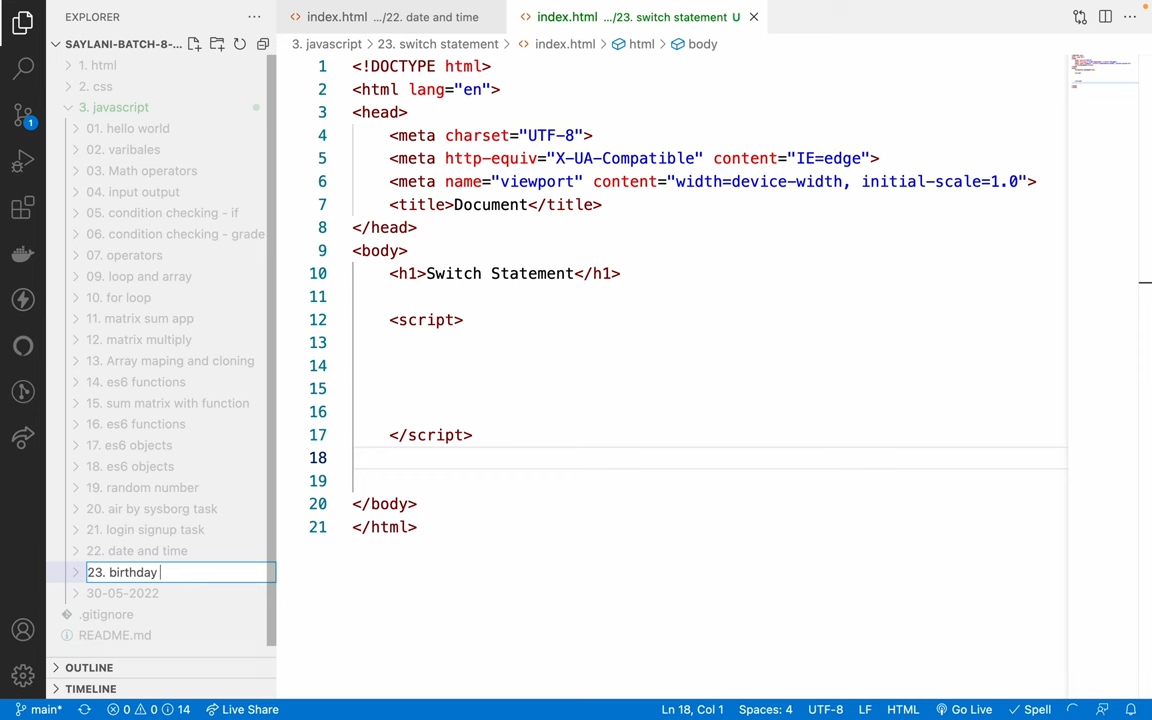 EXPLORER
index.html .../22. date and time
index.html .../23. switch statement U
SAYLANI-BATCH-8-...
3. javascript > 23. switch statement > index.html > html > body
1. html
2. css
3. javascript
01. hello world
02. varibales
03. Math operators
04. input output
05. condition checking - if
06. condition checking - grade
07. operators
09. loop and array
10. for loop
11. matrix sum app
12. matrix multiply
13. Array maping and cloning
14. es6 functions
15. sum matrix with function
16. es6 functions
17. es6 objects
18. es6 objects
19. random number
20. air by sysborg task
21. login signup task
22. date and time
23. birthday
30-05-2022
.gitignore
README.md
OUTLINE
TIMELINE
1 <!DOCTYPE html>
2 <html lang="en">
3 <head>
4 <meta charset="UTF-8">
5 <meta http-equiv="X-UA-Compatible" content="IE=edge">
6 <meta name="viewport" content="width=device-width, initial-scale=1.0">
7 <title>Document</title>
8 </head>
9 <body>
10 <h1>Switch Statement</h1>
11
12 <script>
13
14
15
16
17 </script>
18
19
20 </body>
21 </html>
1
main* 0 0 14 Live Share Ln 18, Col 1 Spaces: 4 UTF-8 LF HTML Go Live Spell